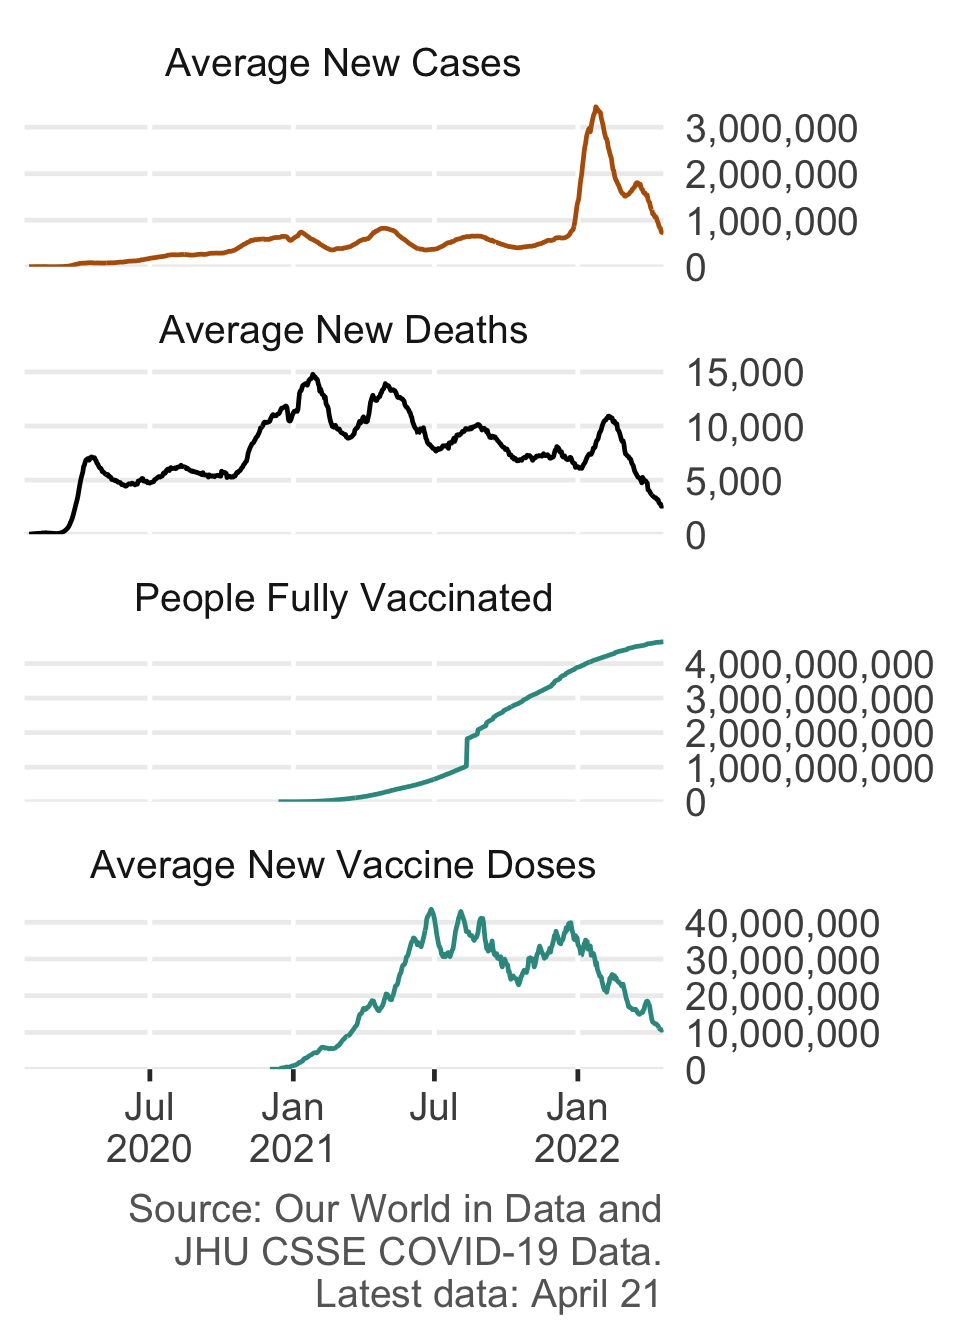 Average New Cases
3,000,000
2,000,000
1,000,000
0
Average New Deaths
15,000
10,000
5,000
0
People Fully Vaccinated
4,000,000,000
3,000,000,000
2,000,000,000
1,000,000,000
0
Average New Vaccine Doses
40,000,000
30,000,000
20,000,000
10,000,000
0
Jul Jan Jul Jan
2020 2021 2022
Source: Our World in Data and
JHU CSSE COVID-19 Data.
Latest data: April 21